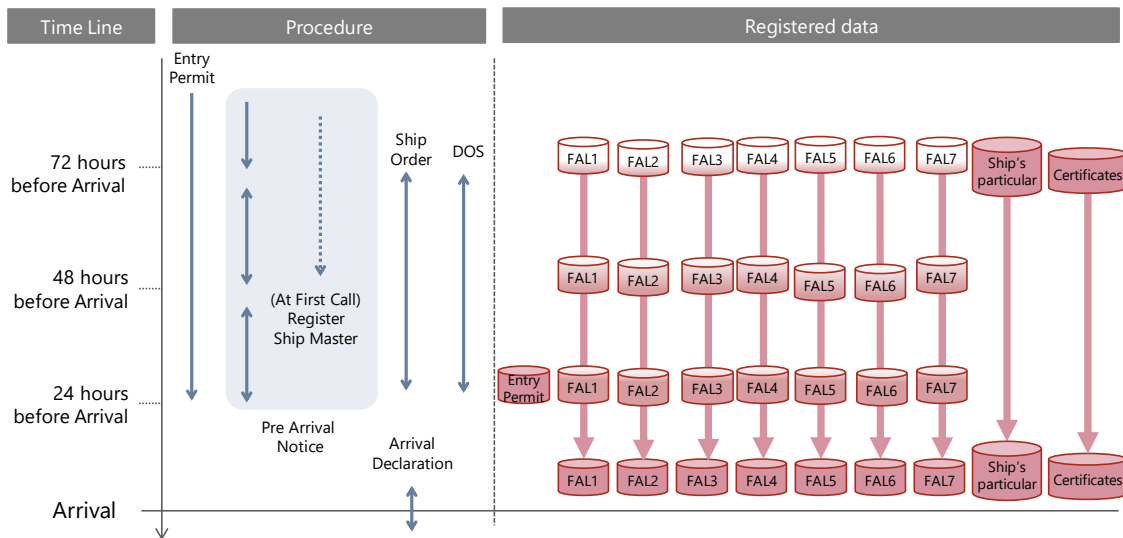 Time Line
Procedure
Registered data
Entry
Permit
72 hours
before Arrival
48 hours
before Arrival
24 hours
before Arrival
Arrival
(At First Call)
Register
Ship Master
Pre Arrival
Notice
Ship
Order
DOS
Arrival
Declaration
FAL1
FAL2
FAL3
FAL4
FAL5
FAL6
FAL7
Ship's
particular
Certificates
FAL1
FAL2
FAL3
FAL4
FAL5
FAL6
FAL7
Entry
Permit
FAL1
FAL2
FAL3
FAL4
FAL5
FAL6
FAL7
FAL1
FAL2
FAL3
FAL4
FAL5
FAL6
FAL7
Ship's
particular
Certificates